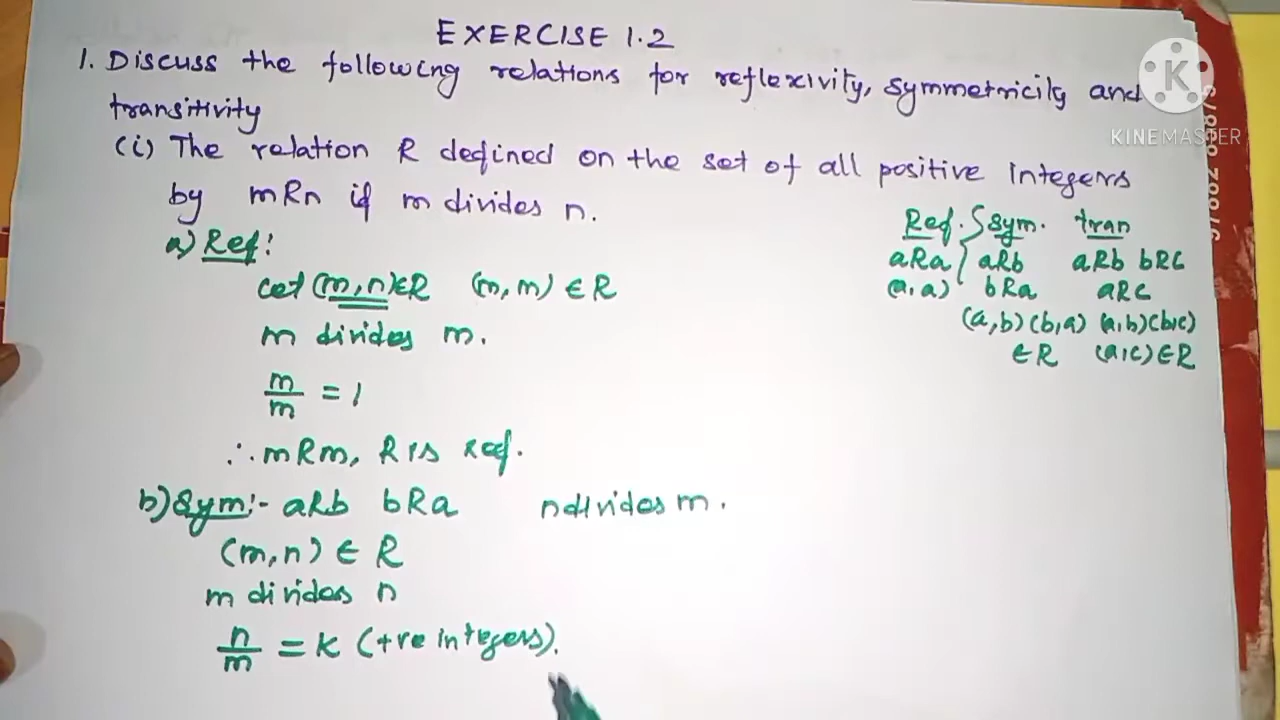 EXERCISE 1.2
1. Discuss the following relations for reflexivity, symmetricity and
transitivity
(i) The relation R defined on the set of all positive integers
by mRn if m divides n.
a) Ref:
Let (m,n)∈R (m,m) ∈ R
m divides m.
m/m = 1
∴ mRm, R is ref.
b) Sym:- aRb bRa n divides m.
(m,n) ∈ R
m divides n
n/m = K (+ve integers).
Ref. Sym. tran
aRa aRb aRb bRC
(a,a) bRa aRC
(a,b)(b,a) (a,b)(b,c)
∈R (a,c)∈R
K
KINEMASTER